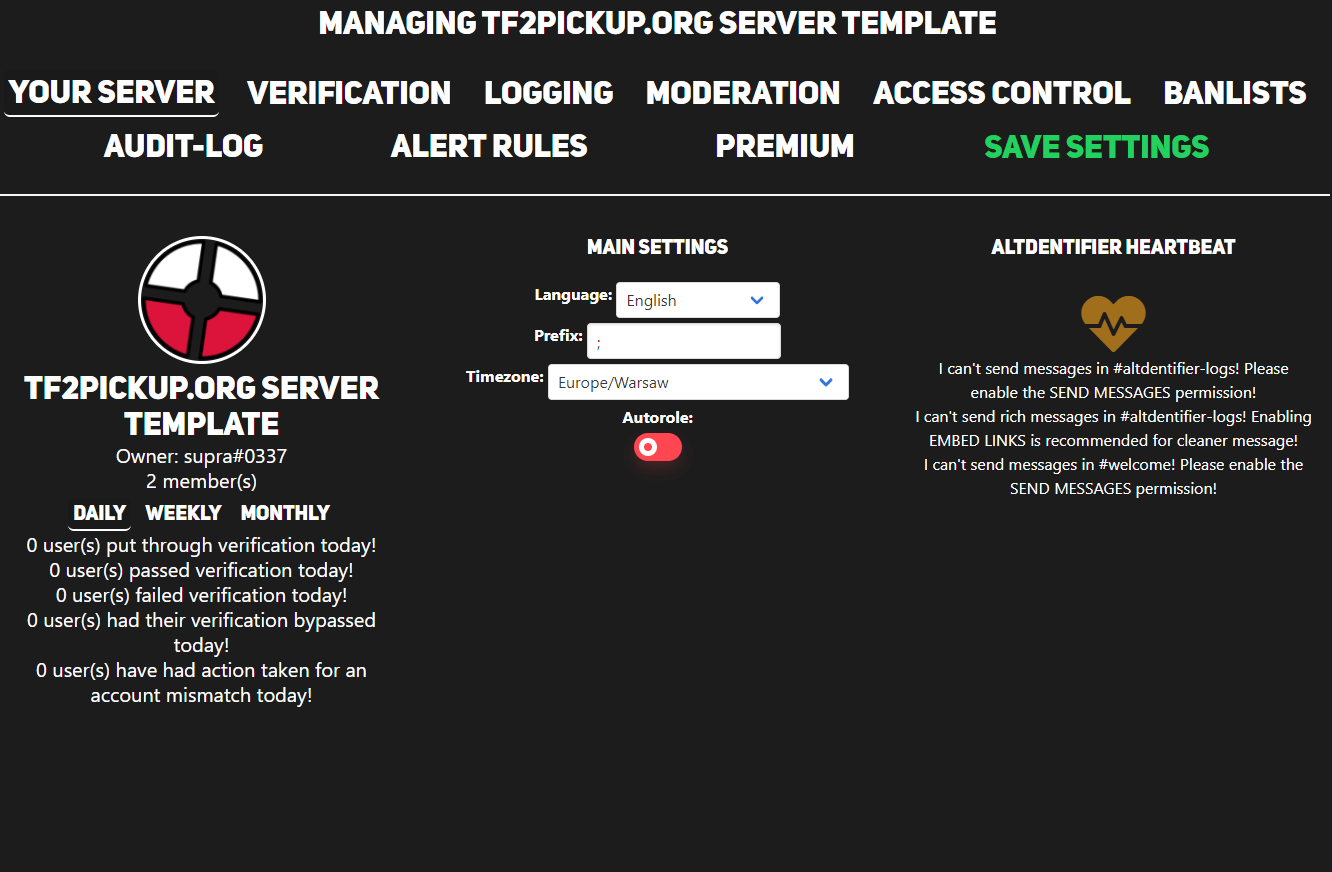 MANAGING TF2PICKUP.ORG SERVER TEMPLATE
YOUR SERVER VERIFICATION LOGGING MODERATION ACCESS CONTROL BANLISTS
AUDIT-LOG ALERT RULES PREMIUM SAVE SETTINGS
TF2PICKUP.ORG SERVER
TEMPLATE
Owner: supra#0337
2 member(s)
DAILY WEEKLY MONTHLY
0 user(s) put through verification today!
0 user(s) passed verification today!
0 user(s) failed verification today!
0 user(s) had their verification bypassed
today!
0 user(s) have had action taken for an
account mismatch today!
MAIN SETTINGS
Language: English
Prefix: ;
Timezone: Europe/Warsaw
Autorole:
ALTDENTIFIER HEARTBEAT
I can't send messages in #altdentifier-logs! Please
enable the SEND MESSAGES permission!
I can't send rich messages in #altdentifier-logs! Enabling
EMBED LINKS is recommended for cleaner message!
I can't send messages in #welcome! Please enable the
SEND MESSAGES permission!